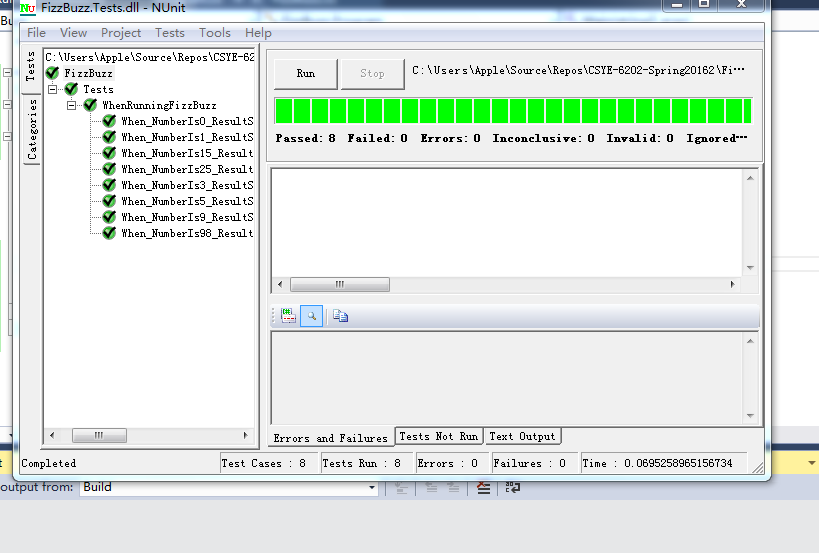 FizzBuzz.Tests.dll - NUnit
File View Project Tests Tools Help
Tests
Categories
C:\Users\Apple\Source\Repos\CSYE-62
FizzBuzz
Tests
WhenRunningFizzBuzz
When_NumberIs0_ResultS
When_NumberIs1_ResultS
When_NumberIs15_Result
When_NumberIs25_Result
When_NumberIs3_ResultS
When_NumberIs5_ResultS
When_NumberIs9_ResultS
When_NumberIs98_Result
Run Stop C:\Users\Apple\Source\Repos\CSYE-6202-Spring20162\Fi...
Passed: 8 Failed: 0 Errors: 0 Inconclusive: 0 Invalid: 0 Ignored...
Errors and Failures Tests Not Run Text Output
Completed Test Cases : 8 Tests Run : 8 Errors : 0 Failures : 0 Time : 0.0695258965156734
output from: Build